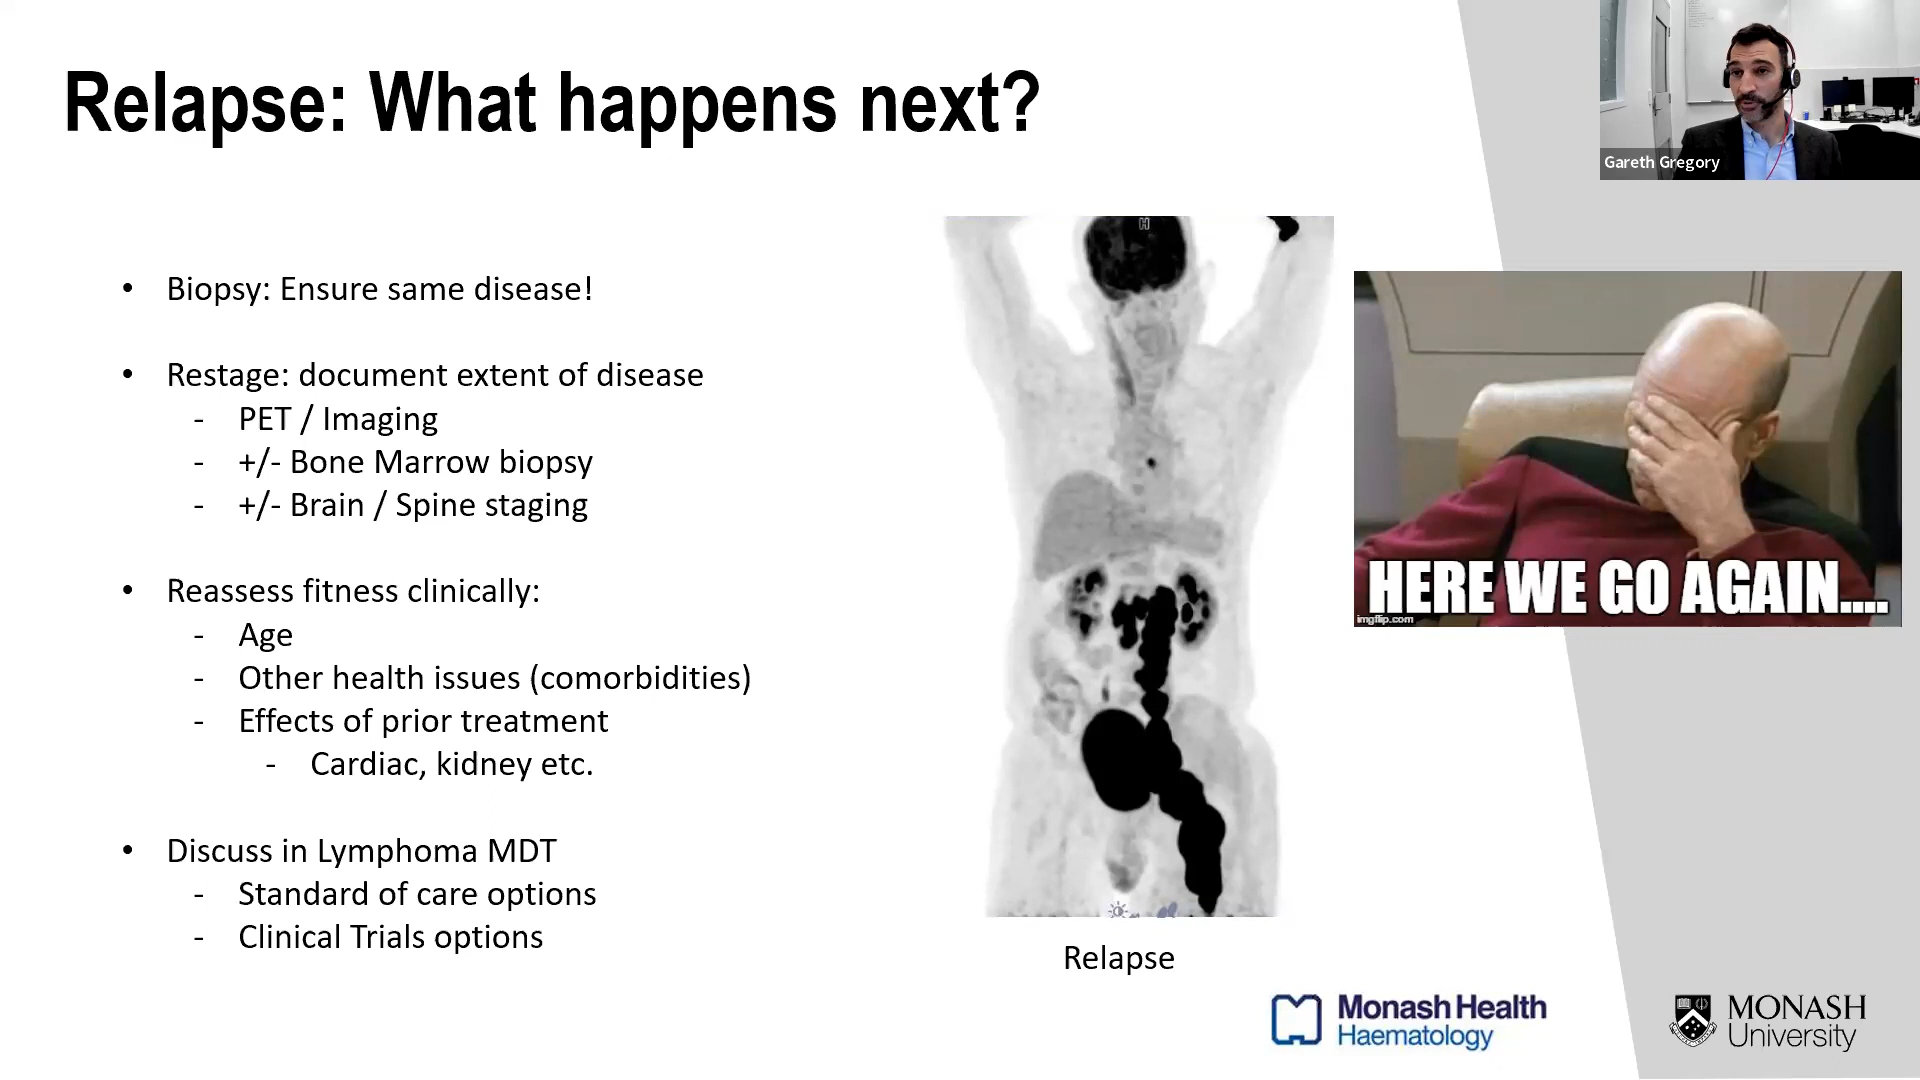 Relapse: What happens next?
Gareth Gregory
• Biopsy: Ensure same disease!
• Restage: document extent of disease
- PET / Imaging
- +/- Bone Marrow biopsy
- +/- Brain / Spine staging
• Reassess fitness clinically:
- Age
- Other health issues (comorbidities)
- Effects of prior treatment
- Cardiac, kidney etc.
• Discuss in Lymphoma MDT
- Standard of care options
- Clinical Trials options
H
Relapse
HERE WE GO AGAIN....
imgflip.com
Monash Health
Haematology
MONASH
University